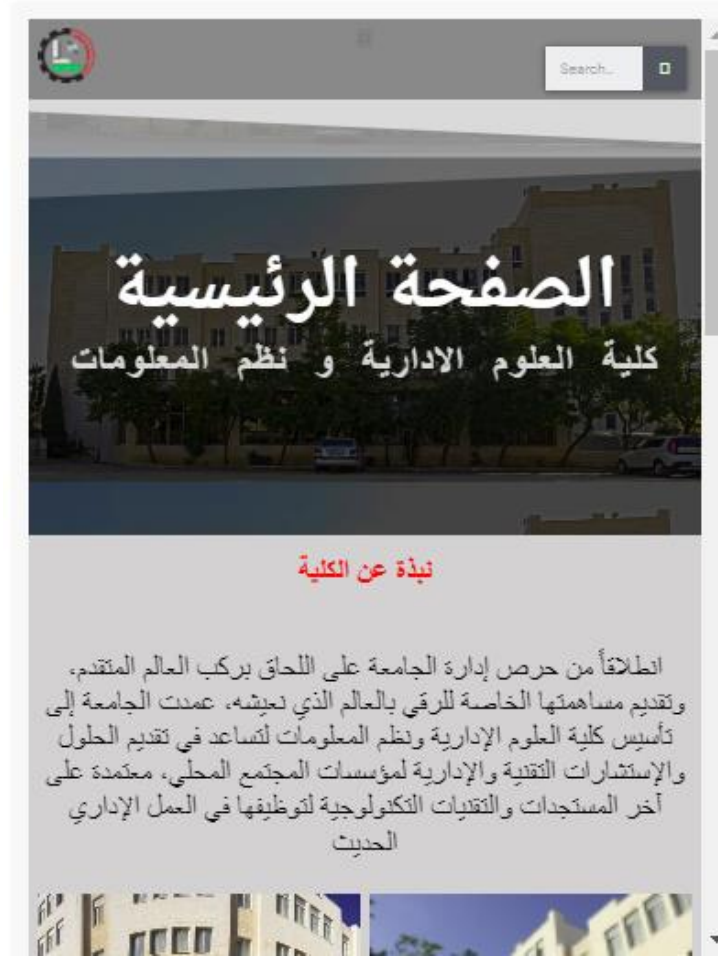 Search...
الصفحة الرئيسية
كلية العلوم الادارية و نظم المعلومات
نبذة عن الكلية
انطلاقاً من حرص إدارة الجامعة على اللحاق بركب العالم المتقدم،
وتقديم مساهمتها الخاصة للرقي بالعالم الذي نعيشه، عمدت الجامعة إلى
تأسيس كلية العلوم الإدارية ونظم المعلومات لتساعد في تقديم الحلول
والإستشارات التقنية والإدارية لمؤسسات المجتمع المحلي، معتمدة على
أخر المستجدات والتقنيات التكنولوجية لتوظيفها في العمل الإداري
الحديث